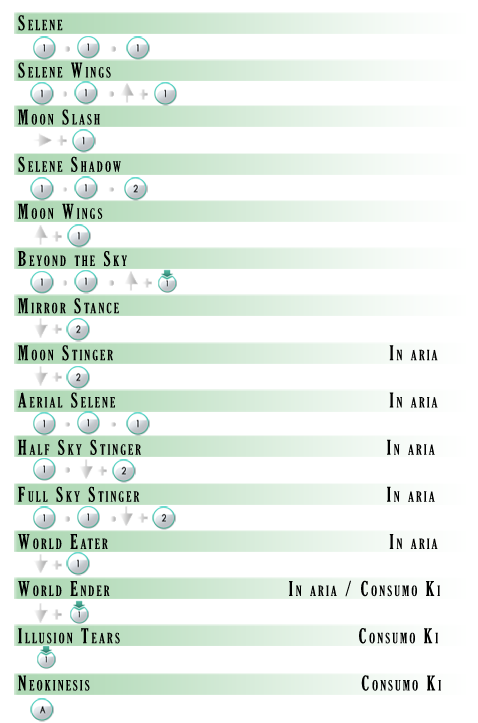 Selene
1 1 1
Selene Wings
1 1 + 1
Moon Slash
+ 1
Selene Shadow
1 1 2
Moon Wings
+ 1
Beyond the Sky
1 1 + 1
Mirror Stance
+ 2
Moon Stinger In aria
+ 2
Aerial Selene In aria
1 1 1
Half Sky Stinger In aria
1 + 2
Full Sky Stinger In aria
1 1 + 2
World Eater In aria
+ 1
World Ender In aria / Consumo Ki
+ 1
Illusion Tears Consumo Ki
1
Neokinesis Consumo Ki
A